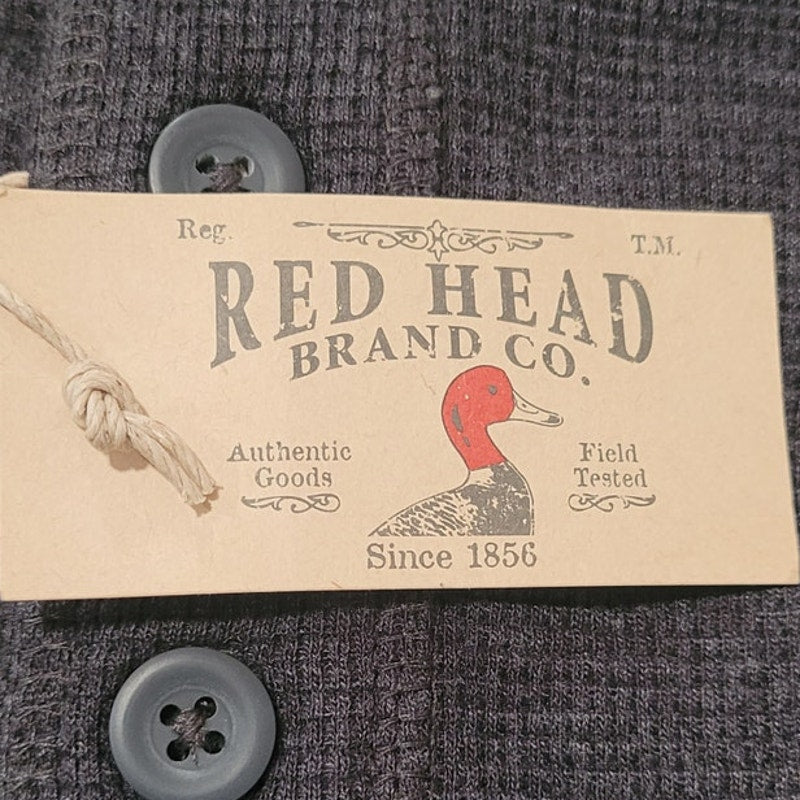 Reg. T.M.
RED HEAD
BRAND CO.
Authentic
Goods
Field
Tested
Since 1856